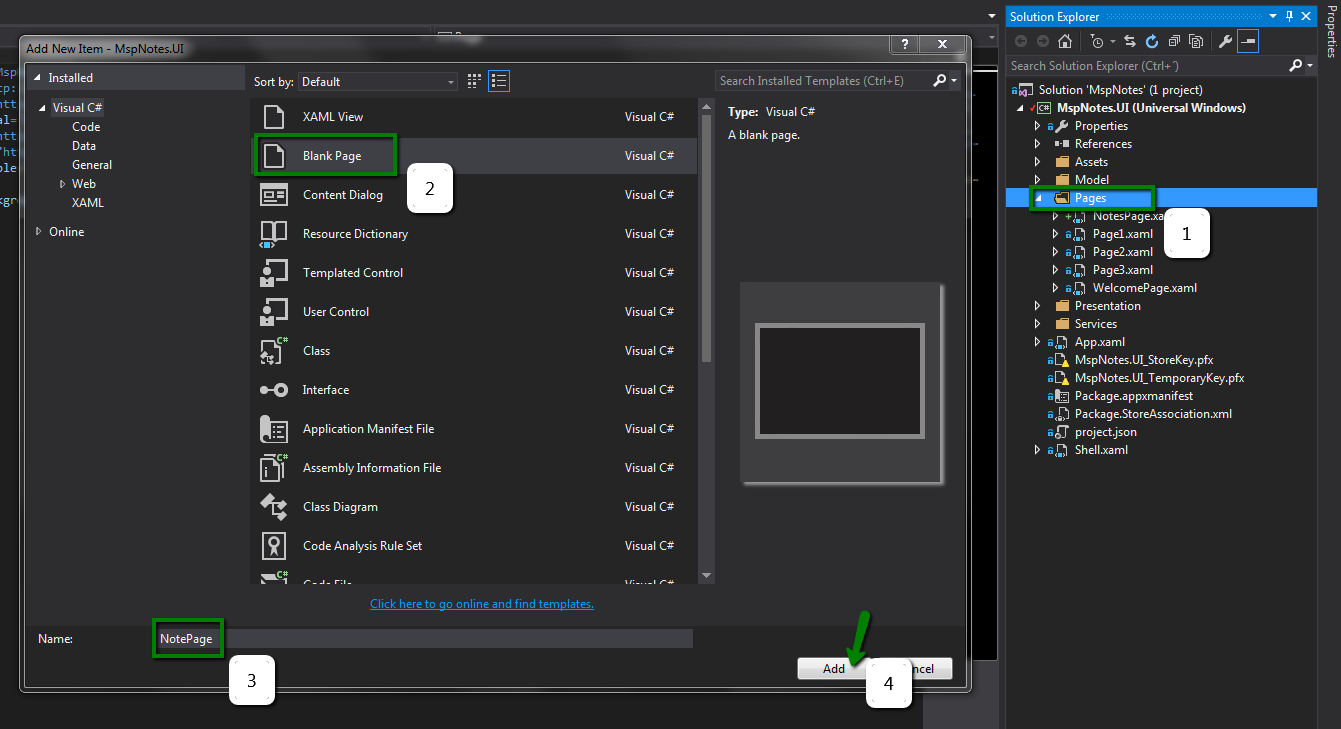 Add New Item - MspNotes.UI
?
Installed
Visual C#
Code
Data
General
Web
XAML
Online
Sort by: Default
Search Installed Templates (Ctrl+E)
XAML View Visual C#
Blank Page Visual C#
Content Dialog Visual C#
Resource Dictionary Visual C#
Templated Control Visual C#
User Control Visual C#
Class Visual C#
Interface Visual C#
Application Manifest File Visual C#
Assembly Information File Visual C#
Class Diagram Visual C#
Code Analysis Rule Set Visual C#
Code File Visual C#
Type: Visual C#
A blank page.
Click here to go online and find templates.
Name: NotePage
Add
ncel
1
2
3
4
Solution Explorer
Search Solution Explorer (Ctrl+¨)
Solution 'MspNotes' (1 project)
C# MspNotes.UI (Universal Windows)
Properties
References
Assets
Model
Pages
NotesPage.xa
Page1.xaml
Page2.xaml
Page3.xaml
WelcomePage.xaml
Presentation
Services
App.xaml
MspNotes.UI_StoreKey.pfx
MspNotes.UI_TemporaryKey.pfx
Package.appxmanifest
Package.StoreAssociation.xml
project.json
Shell.xaml
Properties